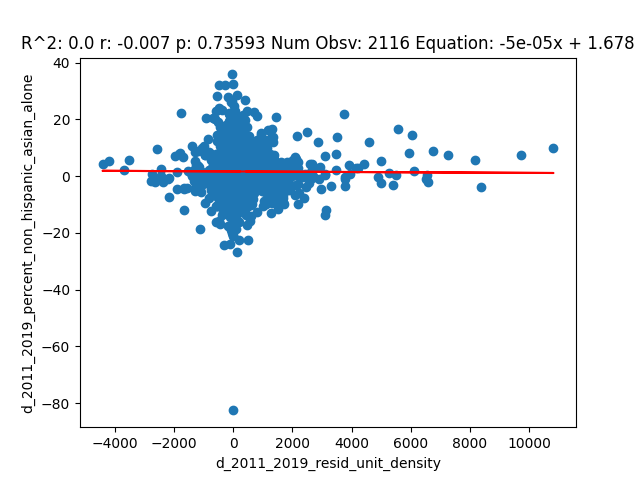 R^2: 0.0 r: -0.007 p: 0.73593 Num Obsv: 2116 Equation: -5e-05x + 1.678
d_2011_2019_percent_non_hispanic_asian_alone
40
20
0
−20
−40
−60
−80
−4000 −2000 0 2000 4000 6000 8000 10000
d_2011_2019_resid_unit_density